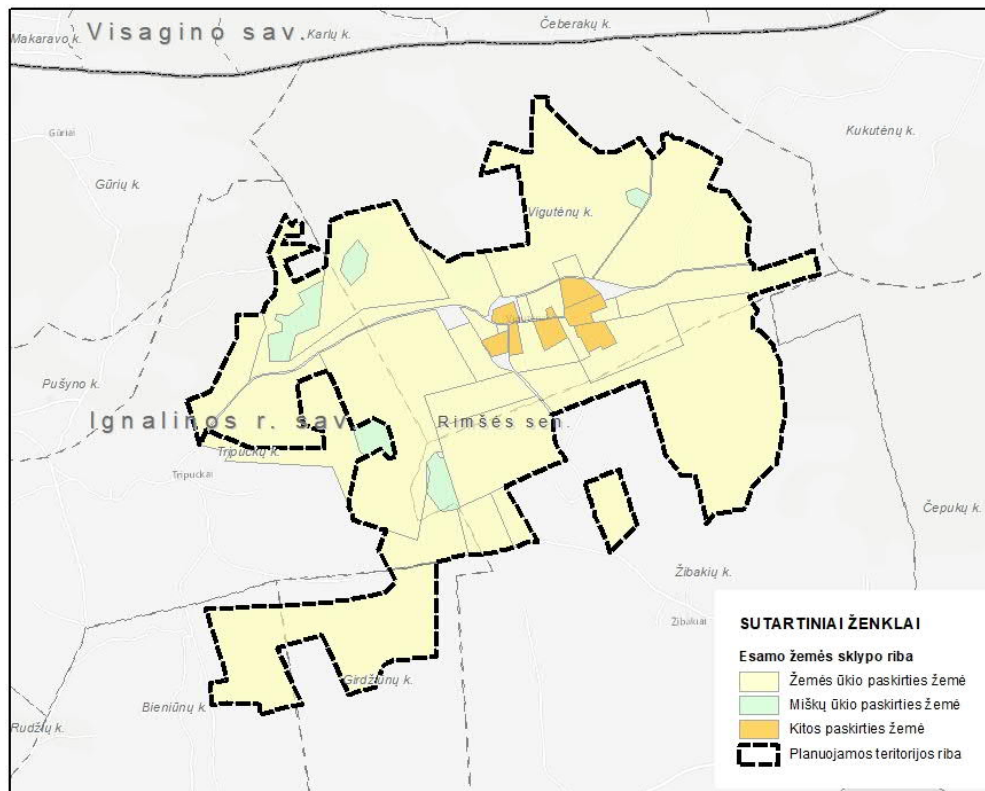 Čeberakų k.
Makaravo k.
Visagino sav.
Karlų k.
Gūriai
Kukutėnų k.
Gūrių k.
Vigutėnų k.
Pušyno k.
Ignalinos r. sav.
Rimšės sen.
Tripuckų k.
Tripuckai
Čepukų k.
Žibakių k.
Žibakiai
Girdžiūnų k.
Bieniūnų k.
Rudžių k.
SUTARTINIAI ŽENKLAI
Esamo žemės sklypo riba
Žemės ūkio paskirties žemė
Miškų ūkio paskirties žemė
Kitos paskirties žemė
Planuojamos teritorijos riba